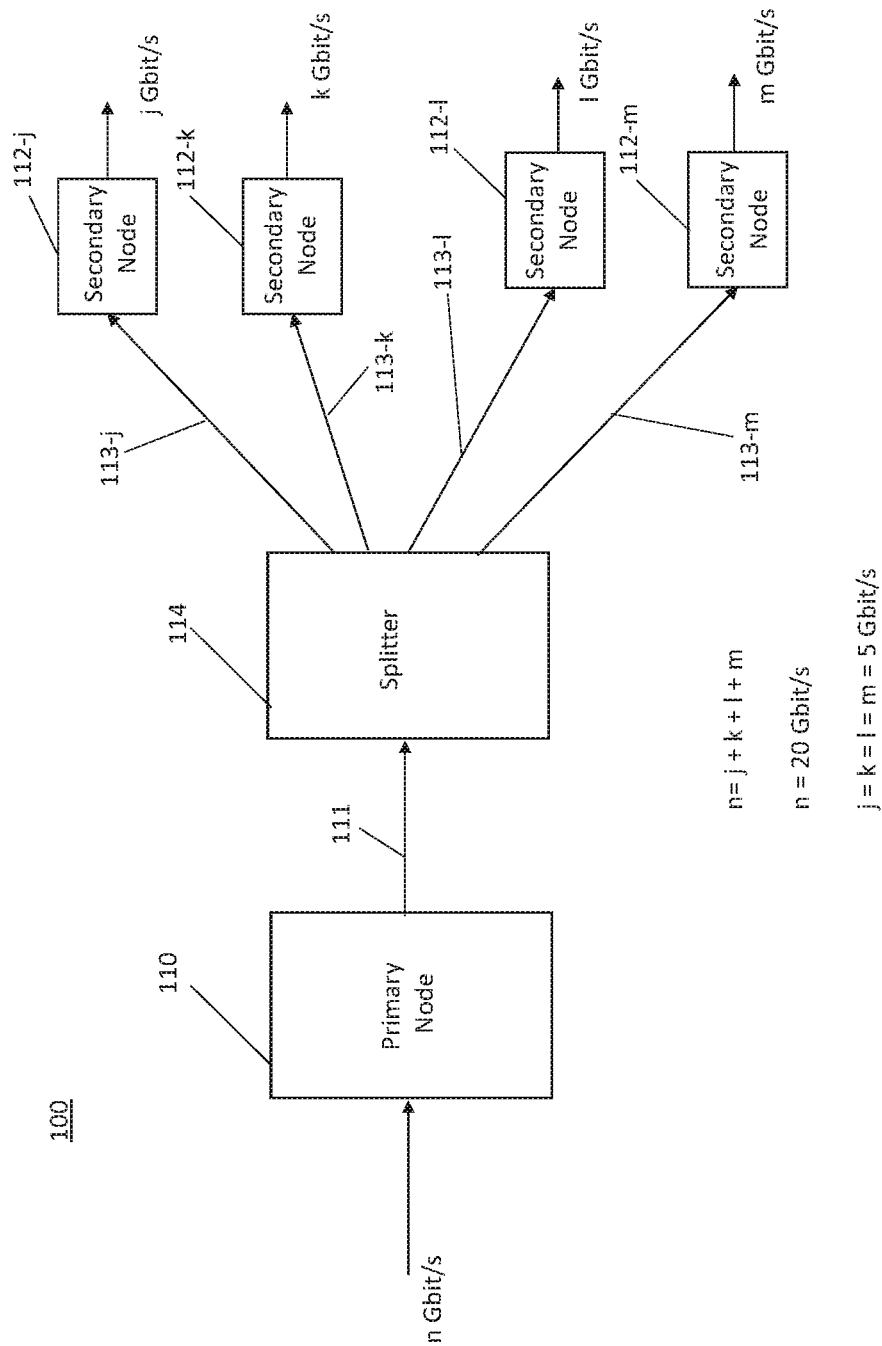 100
n Gbit/s
110
Primary
Node
111
114
Splitter
113-j
113-k
113-l
113-m
112-j
Secondary
Node
j Gbit/s
112-k
Secondary
Node
k Gbit/s
112-l
Secondary
Node
l Gbit/s
112-m
Secondary
Node
m Gbit/s
n= j + k + l + m
n = 20 Gbit/s
j = k = l = m = 5 Gbit/s